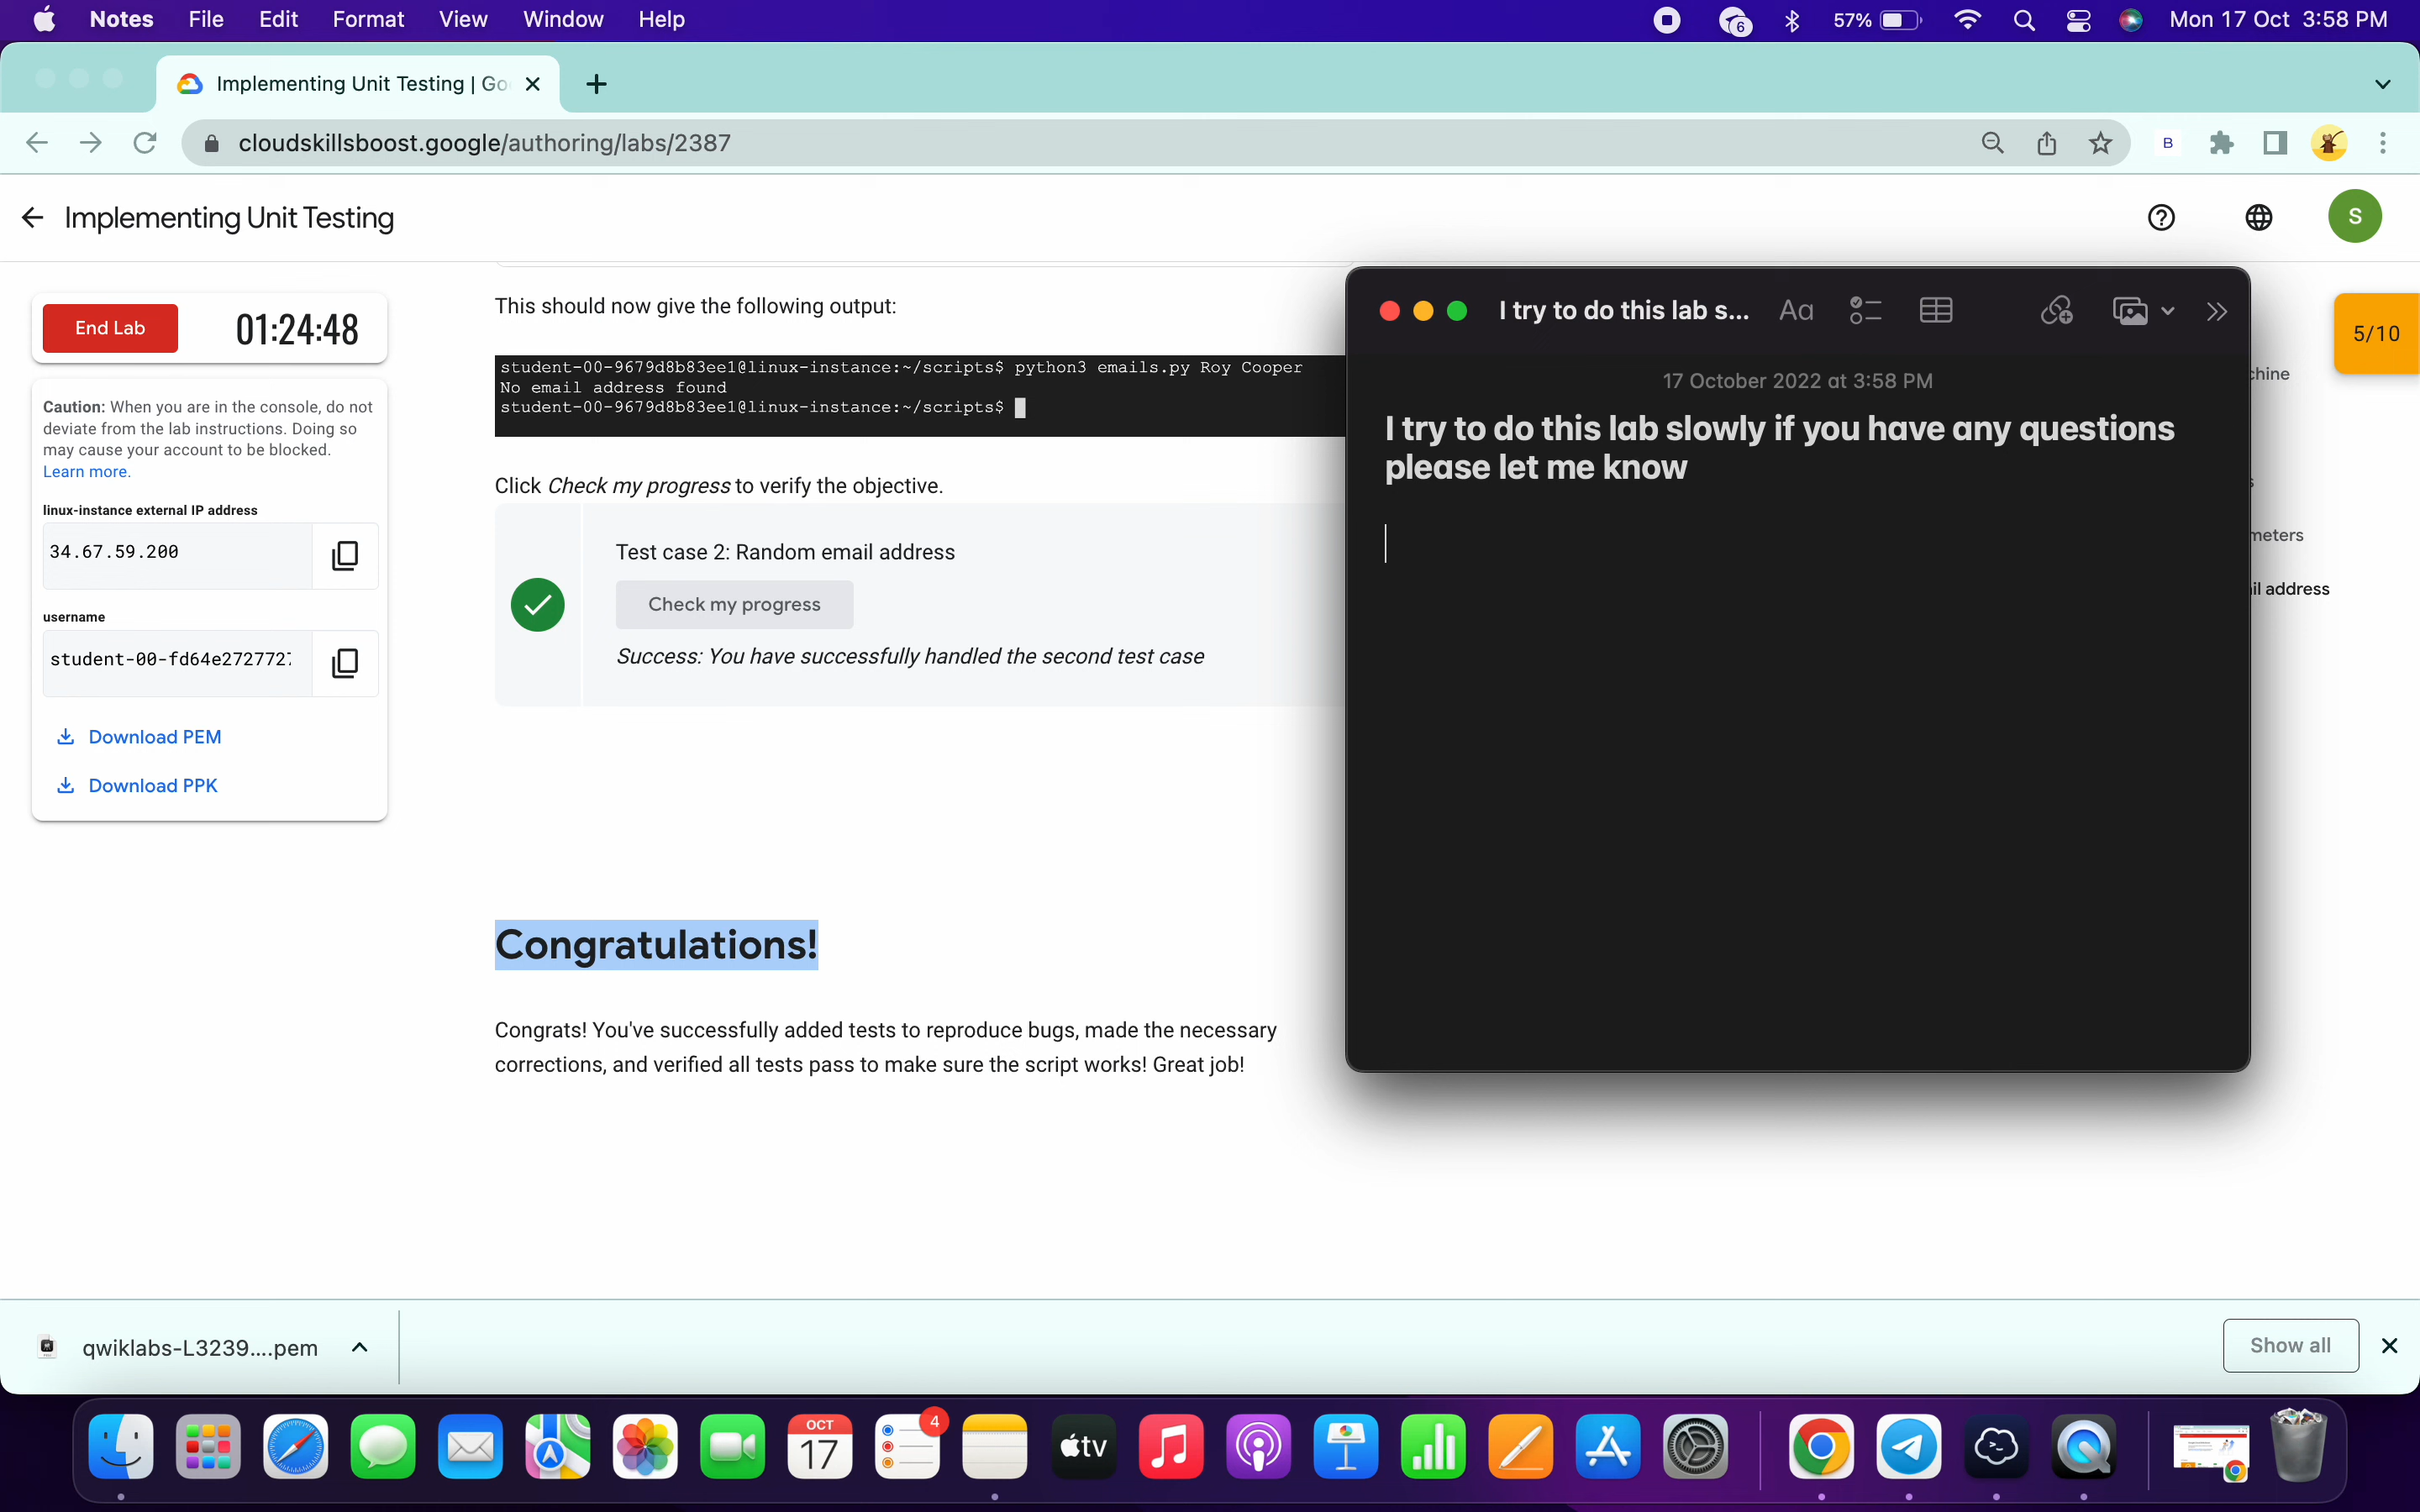 Notes File Edit Format View Window Help
6 57% Mon 17 Oct 3:58 PM
Implementing Unit Testing | Go
cloudskillsboost.google/authoring/labs/2387
B
Implementing Unit Testing
S
End Lab 01:24:48
Caution: When you are in the console, do not
deviate from the lab instructions. Doing so
may cause your account to be blocked.
Learn more.
linux-instance external IP address
34.67.59.200
username
student-00-fd64e2727727
Download PEM
Download PPK
This should now give the following output:
student-00-9679d8b83ee1@linux-instance:~/scripts$ python3 emails.py Roy Cooper
No email address found
student-00-9679d8b83ee1@linux-instance:~/scripts$
Click Check my progress to verify the objective.
Test case 2: Random email address
Check my progress
Success: You have successfully handled the second test case
Congratulations!
Congrats! You've successfully added tests to reproduce bugs, made the necessary
corrections, and verified all tests pass to make sure the script works! Great job!
I try to do this lab s... Aa
17 October 2022 at 3:58 PM
I try to do this lab slowly if you have any questions
please let me know
5/10
chine
s
meters
il address
qwiklabs-L3239....pem
Show all
OCT
17
4
tv